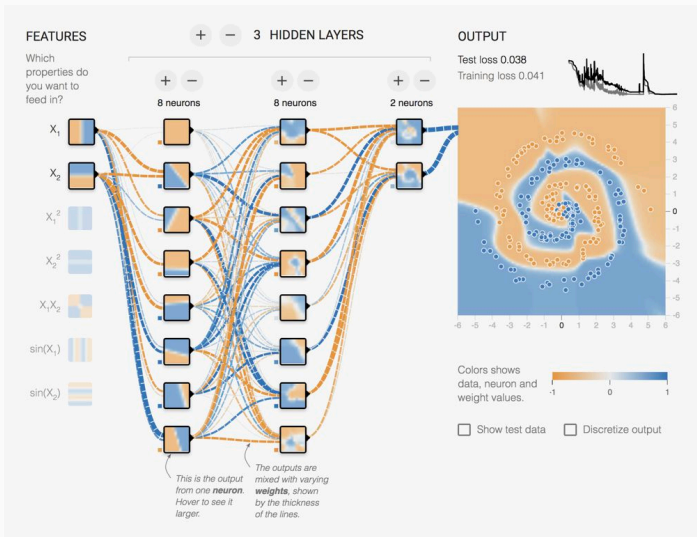 FEATURES
Which
properties do
you want to
feed in?
X₁
X₂
X₁²
X₂²
X₁X₂
sin(X₁)
sin(X₂)
+ − 3 HIDDEN LAYERS
+ −
8 neurons
+ −
8 neurons
+ −
2 neurons
This is the output
from one neuron.
Hover to see it
larger.
The outputs are
mixed with varying
weights, shown
by the thickness
of the lines.
OUTPUT
Test loss 0.038
Training loss 0.041
6
5
4
3
2
1
0
-1
-2
-3
-4
-5
-6
-6 -5 -4 -3 -2 -1 0 1 2 3 4 5 6
Colors shows
data, neuron and
weight values.
-1 0 1
Show test data
Discretize output